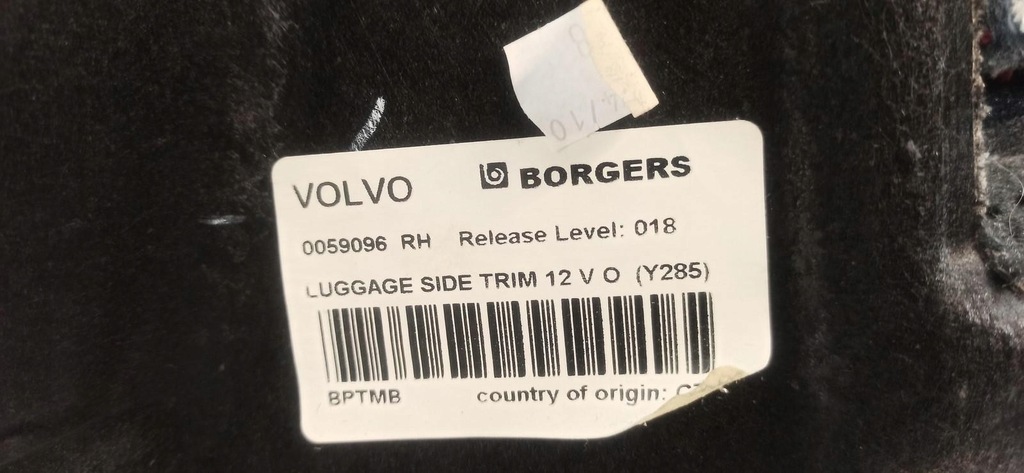 VOLVO BORGERS
0059096 RH Release Level: 018
LUGGAGE SIDE TRIM 12 V O (Y285)
BPTMB country of origin: